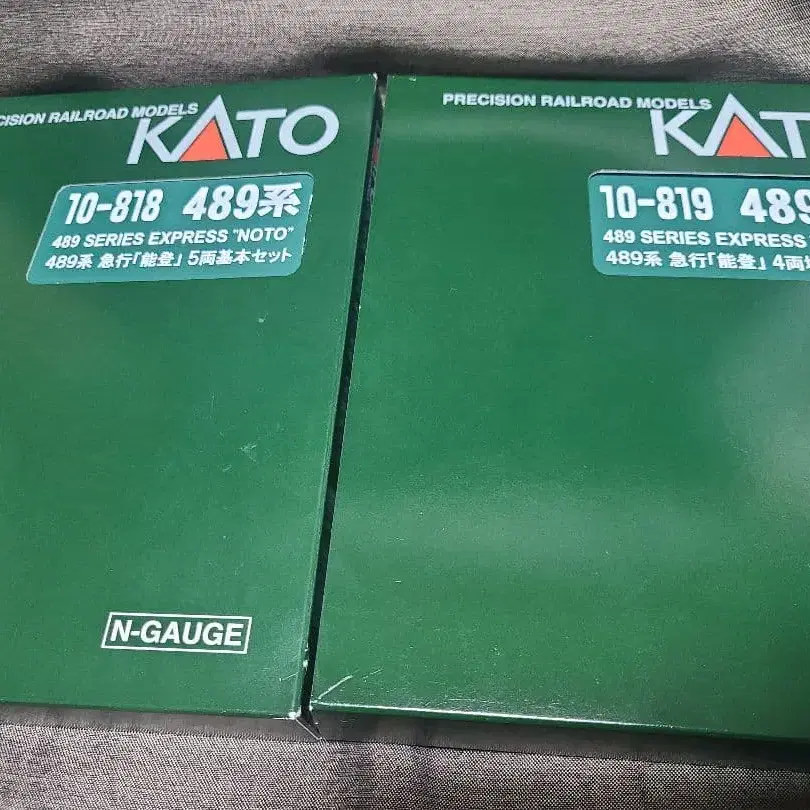 CISION RAILROAD MODELS
KATO
10-818 489系
489 SERIES EXPRESS "NOTO"
489系 急行「能登」 5両基本セット
N-GAUGE
PRECISION RAILROAD MODELS
KAT
10-819 489
489 SERIES EXPRESS
489系 急行「能登」 4両